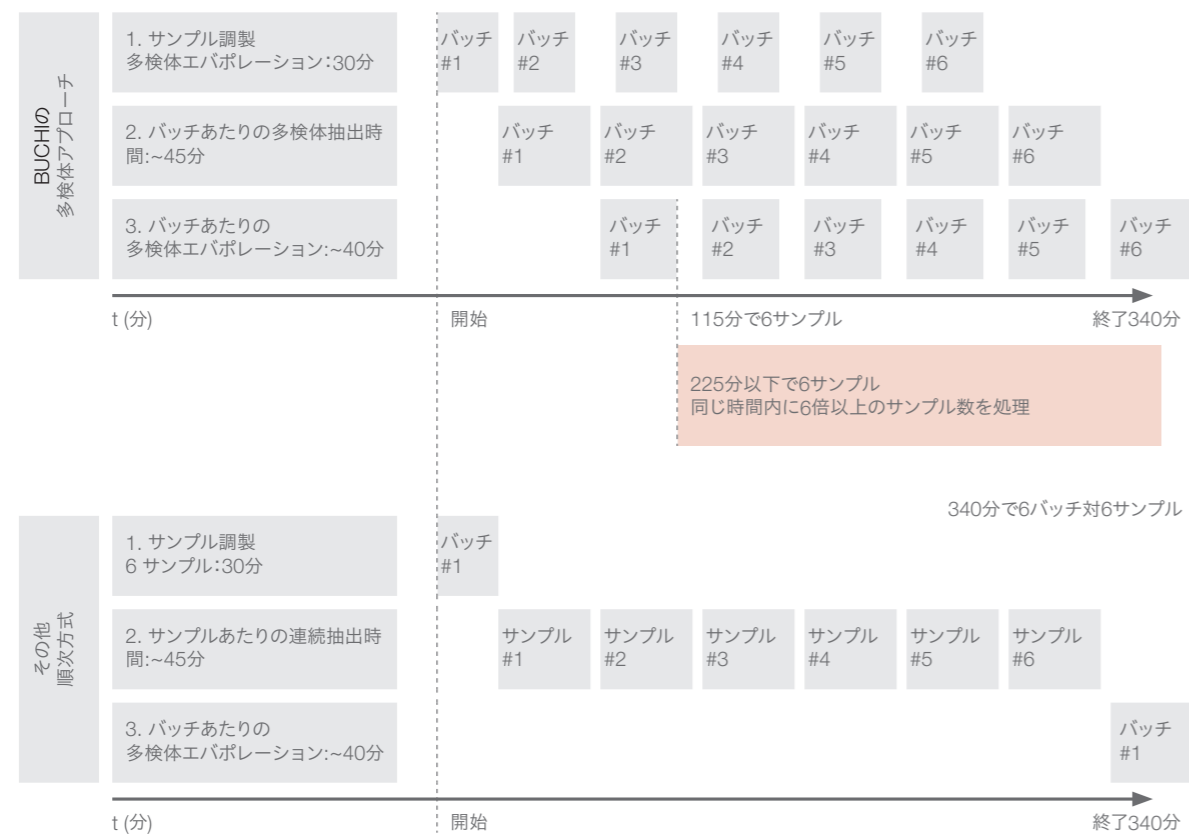 BUCHIの
多検体アプローチ
1. サンプル調製
多検体エバポレーション：30分
バッチ
#1
バッチ
#2
バッチ
#3
バッチ
#4
バッチ
#5
バッチ
#6
2. バッチあたりの多検体抽出時
間:~45分
バッチ
#1
バッチ
#2
バッチ
#3
バッチ
#4
バッチ
#5
バッチ
#6
3. バッチあたりの
多検体エバポレーション:~40分
バッチ
#1
バッチ
#2
バッチ
#3
バッチ
#4
バッチ
#5
バッチ
#6
t (分)
開始
115分で6サンプル
終了340分
225分以下で6サンプル
同じ時間内に6倍以上のサンプル数を処理
340分で6バッチ対6サンプル
その他
順次方式
1. サンプル調製
6 サンプル：30分
バッチ
#1
2. サンプルあたりの連続抽出時
間:~45分
サンプル
#1
サンプル
#2
サンプル
#3
サンプル
#4
サンプル
#5
サンプル
#6
3. バッチあたりの
多検体エバポレーション:~40分
バッチ
#1
t (分)
開始
終了340分